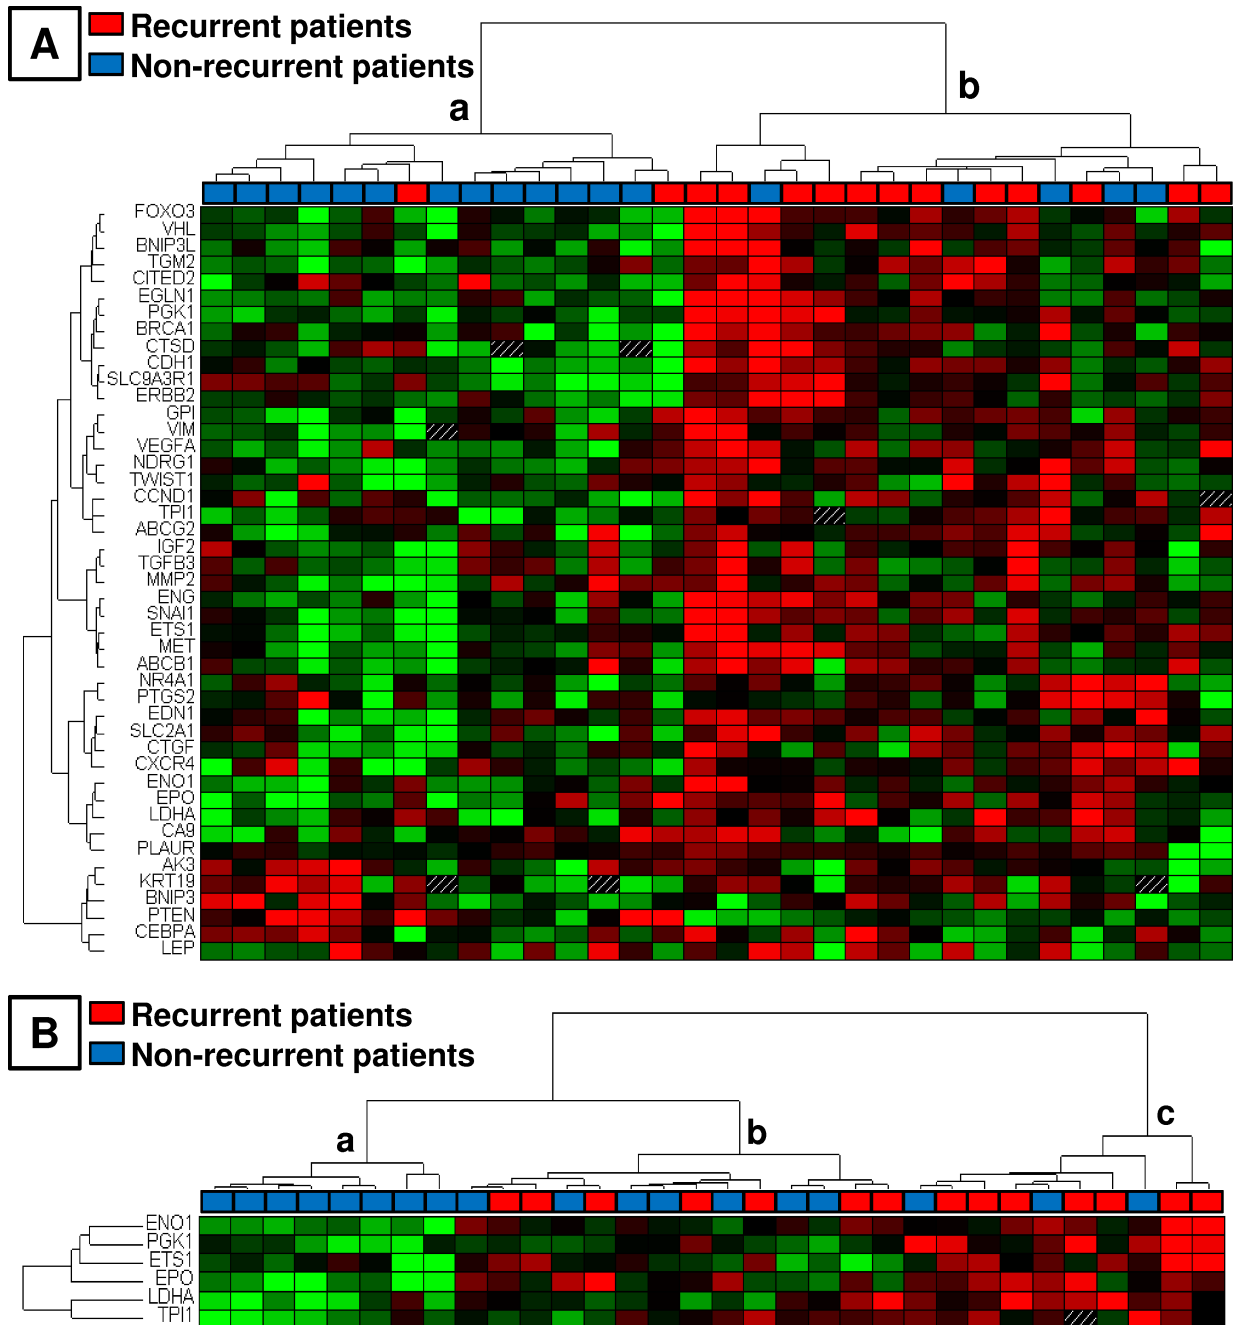 A
Recurrent patients
Non-recurrent patients
a
b
FOXO3
VHL
BNIP3L
TGM2
CITED2
EGLN1
PGK1
BRCA1
CTSD
CDH1
SLC9A3R1
ERBB2
GPI
VIM
VEGFA
NDRG1
TWIST1
CCND1
TPI1
ABCG2
IGF2
TGFB3
MMP2
ENG
SNAI1
ETS1
MET
ABCB1
NR4A1
PTGS2
EDN1
SLC2A1
CTGF
CXCR4
ENO1
EPO
LDHA
CA9
PLAUR
AK3
KRT19
BNIP3
PTEN
CEBPA
LEP
B
Recurrent patients
Non-recurrent patients
a
b
c
ENO1
PGK1
ETS1
EPO
LDHA
TPI1